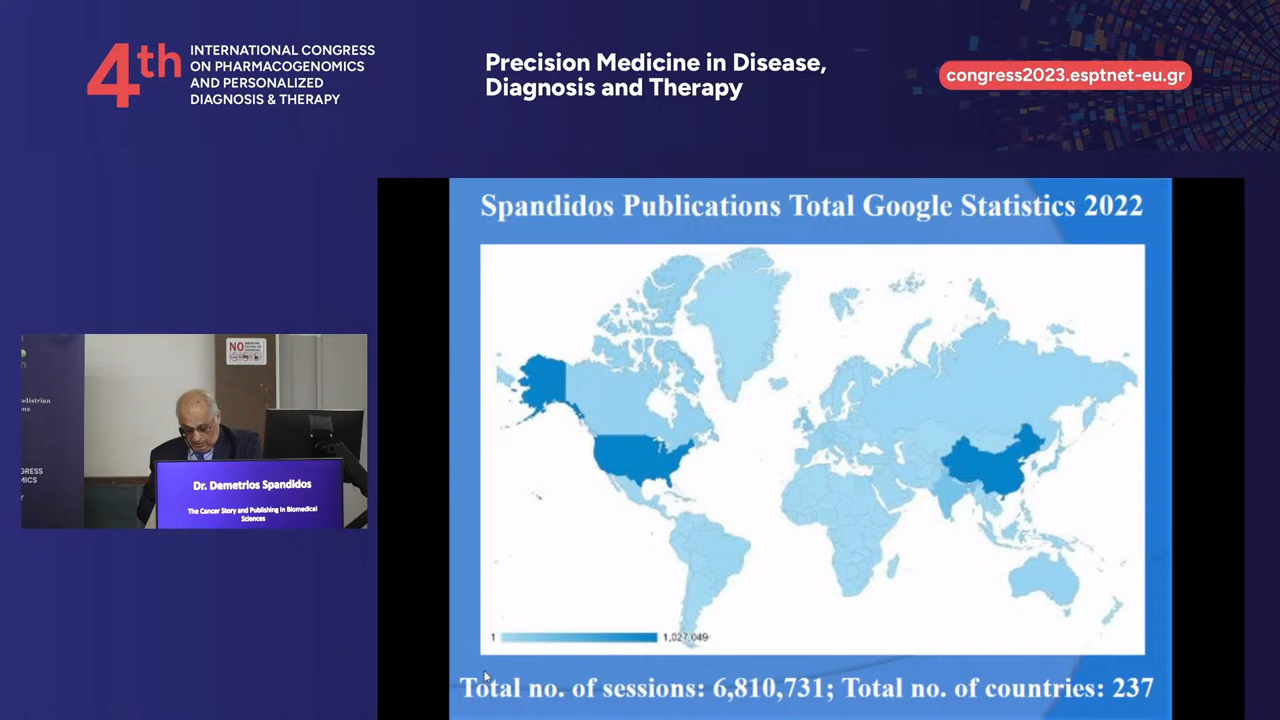 4th
INTERNATIONAL CONGRESS
ON PHARMACOGENOMICS
AND PERSONALIZED
DIAGNOSIS & THERAPY
Precision Medicine in Disease,
Diagnosis and Therapy
congress2023.esptnet-eu.gr
Spandidos Publications Total Google Statistics 2022
1
1,027,049
Total no. of sessions: 6,810,731; Total no. of countries: 237
NO
Dr. Demetrios Spandidos
The Cancer Story and Publishing in Biomedical
Sciences